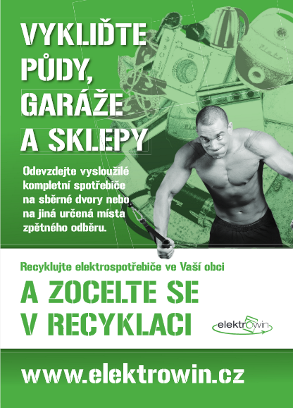 VYKLIĎTE
PŮDY,
GARÁŽE
A SKLEPY
Odevzdejte vysloužilé
kompletní spotřebiče
na sběrné dvory nebo
na jiná určená místa
zpětného odběru.
Recyklujte elektrospotřebiče ve Vaší obci
A ZOCELTE SE
V RECYKLACI
elektrowin
www.elektrowin.cz